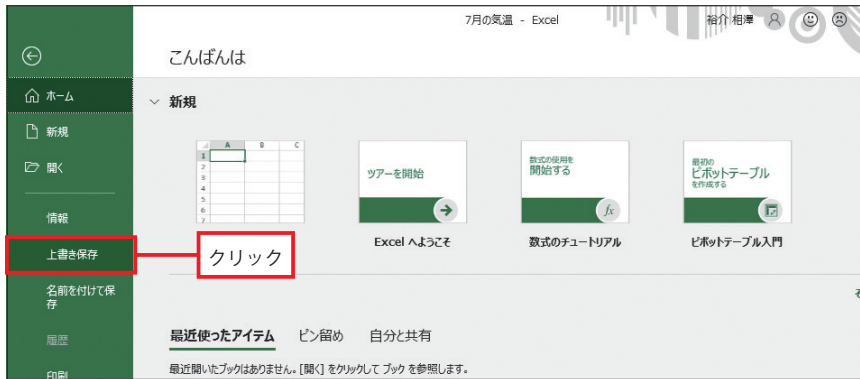 7月の気温 - Excel
裕介 相澤
こんばんは
ホーム
新規
開く
情報
上書き保存
名前を付けて保
存
履歴
印刷
新規
A B C
1
2
3
4
5
6
7
ツアーを開始
Excel へようこそ
数式の使用を
開始する
fx
数式のチュートリアル
最初の
ピボットテーブル
を作成する
ピボットテーブル入門
クリック
最近使ったアイテム ピン留め 自分と共有
最近開いたブックはありません。[開く] をクリックして ブック を参照します。